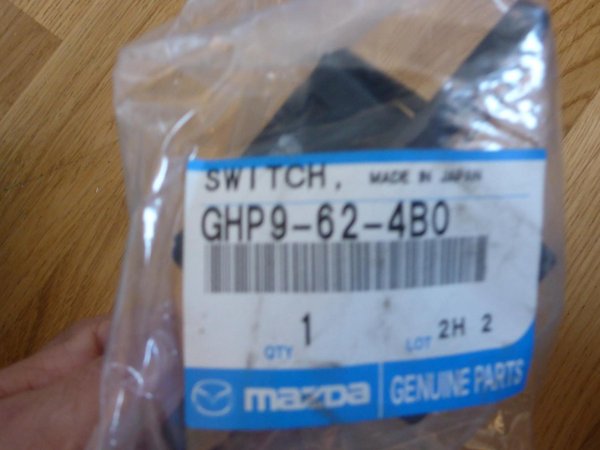 SWITCH, MADE IN JAPAN
GHP9-62-4B0
QTY 1 LOT 2H 2
mazda GENUINE PARTS